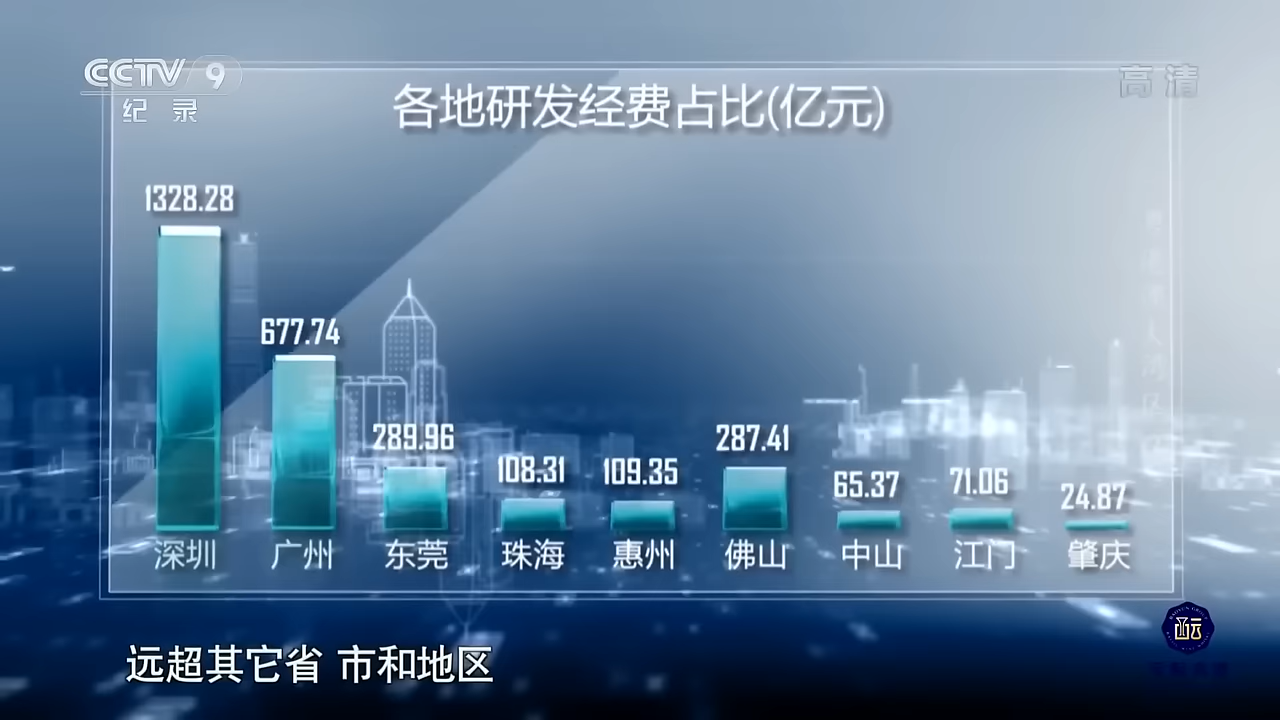 CCTV 9
纪 录
高清
各地研发经费占比(亿元)
1328.28
677.74
289.96
108.31
109.35
287.41
65.37
71.06
24.87
深圳
广州
东莞
珠海
惠州
佛山
中山
江门
肇庆
远超其它省 市和地区